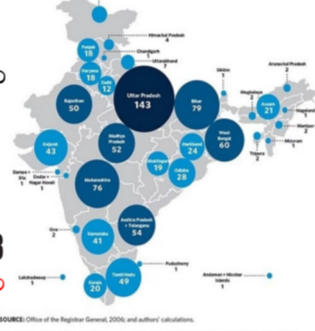 Himachal Pradesh
4
Punjab
18
Chandigarh
1
Uttarakhand
7
Haryana
18
Delhi
12
Arunachal Pradesh
2
Sikkim
1
Uttar Pradesh
143
Rajasthan
50
Bihar
79
Meghalaya
Assam
21
Nagaland
Manipur
2
Mizoram
1
Tripura
2
West
Bengal
60
Madhya
Pradesh
52
Jharkhand
24
Gujarat
43
Chhattisgarh
19
Odisha
28
Daman +
Diu
1
Dadar +
Nagar Haveli
1
Maharashtra
76
Andhra Pradesh
+ Telangana
54
Goa
2
Karnataka
41
Puducherry
1
Andaman + Nicobar
Islands
1
Lakshadweep
1
Tamil Nadu
49
Kerala
20
SOURCE: Office of the Registrar General, 2006; and authors' calculations.